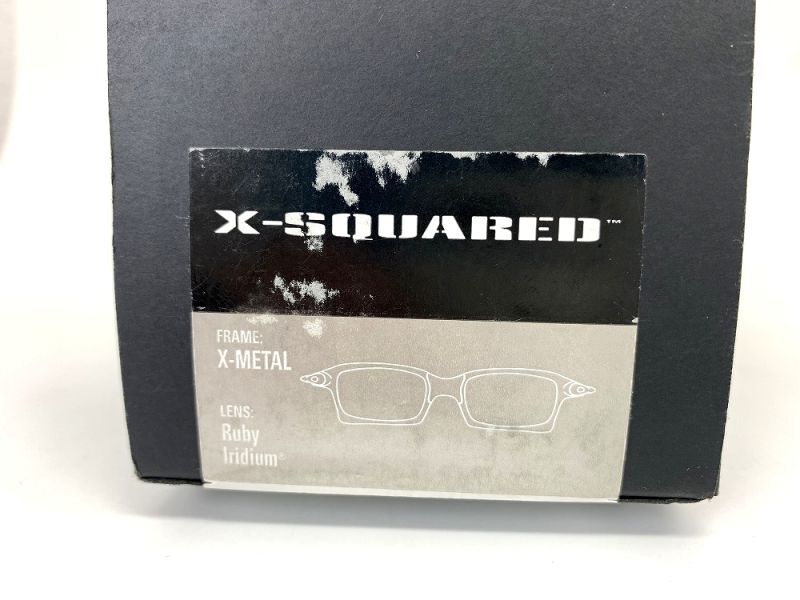 X-SQUARED™
FRAME:
X-METAL
LENS:
Ruby
Iridium®